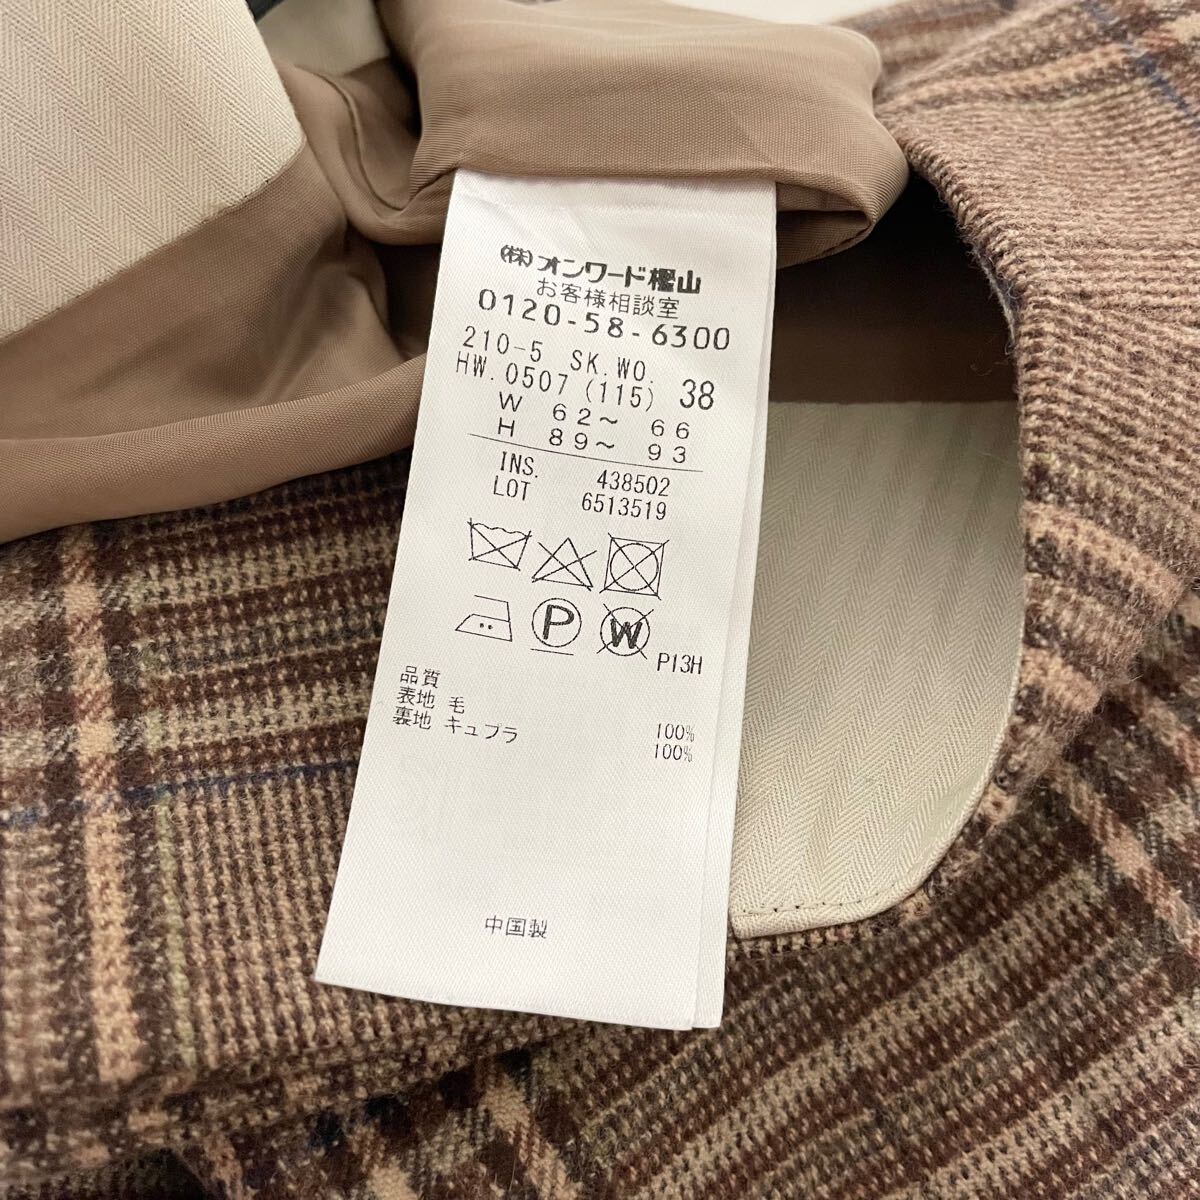 (株)オンワード樫山
お客様相談室
0120-58-6300
210-5 SK.WO. 38
HW.0507(115)
W 62～ 66
H 89～ 93
INS. 438502
LOT 6513519
P W P13H
品質
表地 毛 100%
裏地 キュプラ 100%
中国製